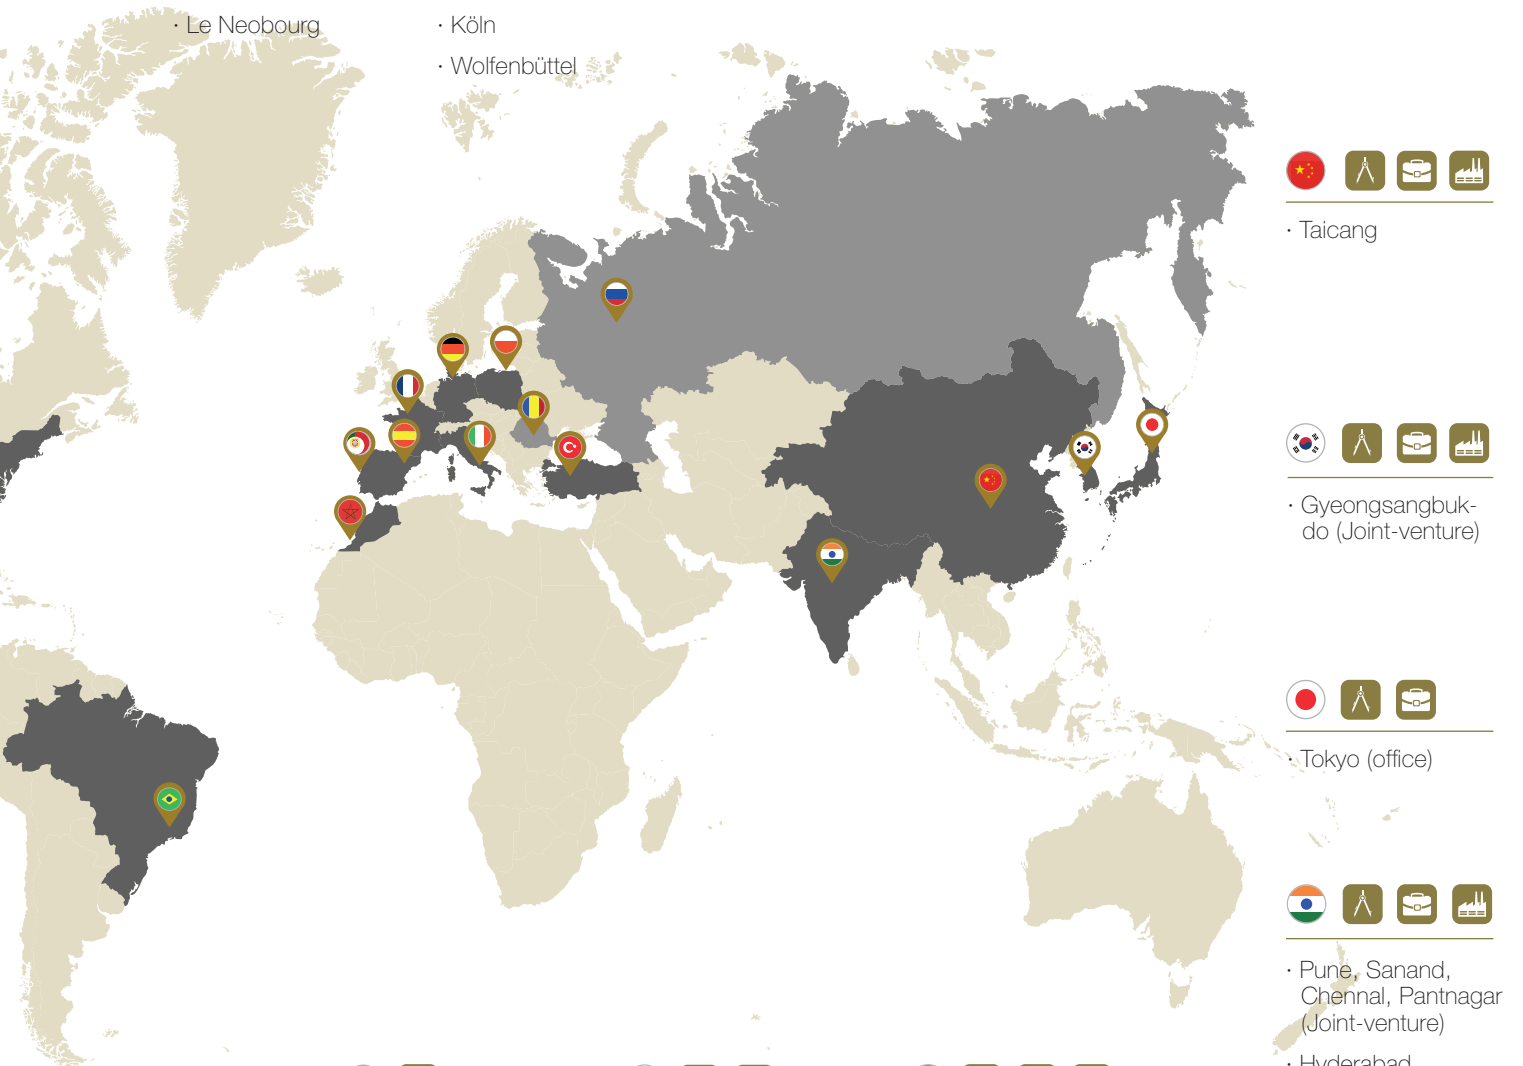 · Le Neobourg
· Köln
· Wolfenbüttel
· Taicang
· Gyeongsangbuk-
do (Joint-venture)
· Tokyo (office)
· Pune, Sanand,
Chennal, Pantnagar
(Joint-venture)
· Hyderabad